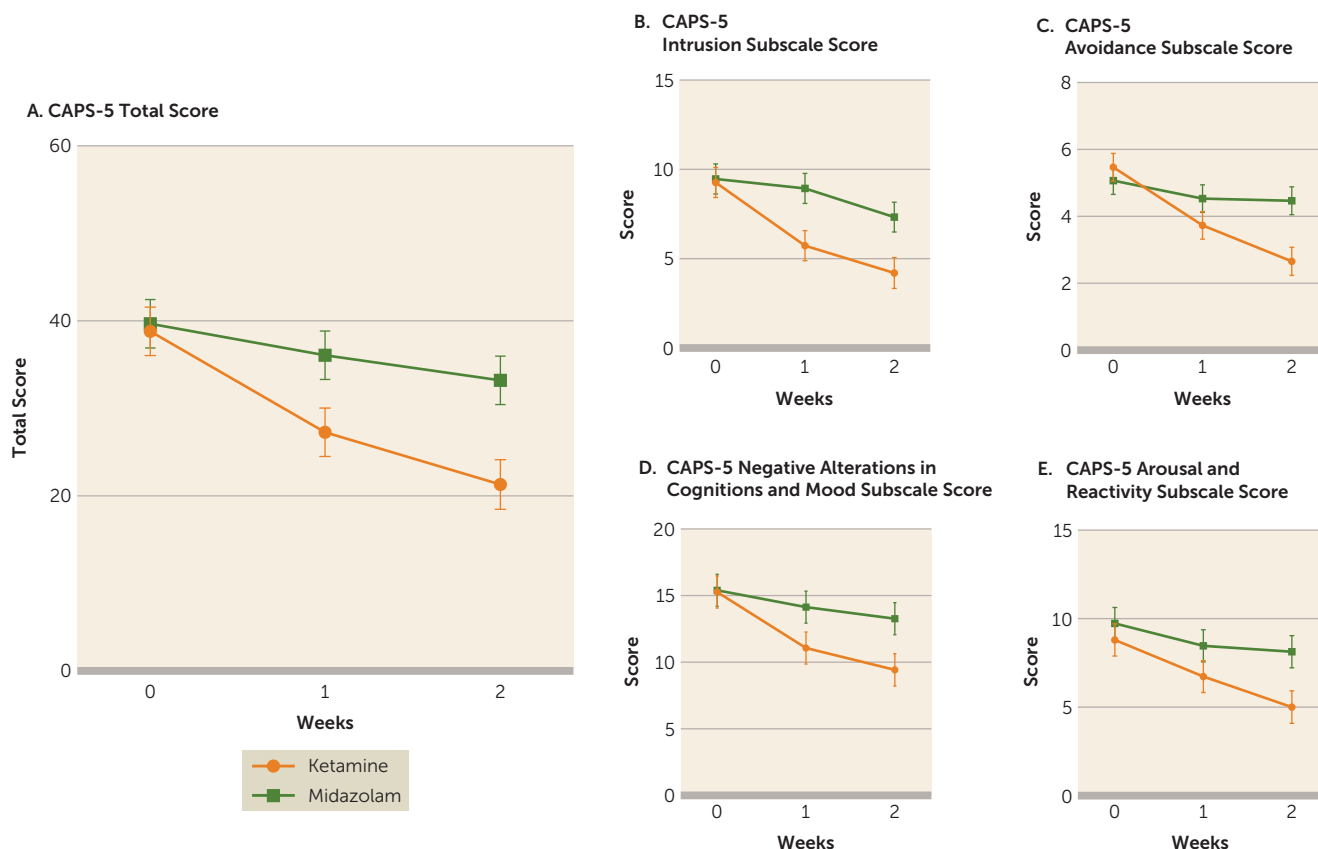 A. CAPS-5 Total Score
60
40
20
0
Total Score
0 1 2
Weeks
Ketamine
Midazolam
B. CAPS-5
Intrusion Subscale Score
15
10
5
0
Score
0 1 2
Weeks
C. CAPS-5
Avoidance Subscale Score
8
6
4
2
0
Score
0 1 2
Weeks
D. CAPS-5 Negative Alterations in
Cognitions and Mood Subscale Score
20
15
10
5
0
Score
0 1 2
Weeks
E. CAPS-5 Arousal and
Reactivity Subscale Score
15
10
5
0
Score
0 1 2
Weeks